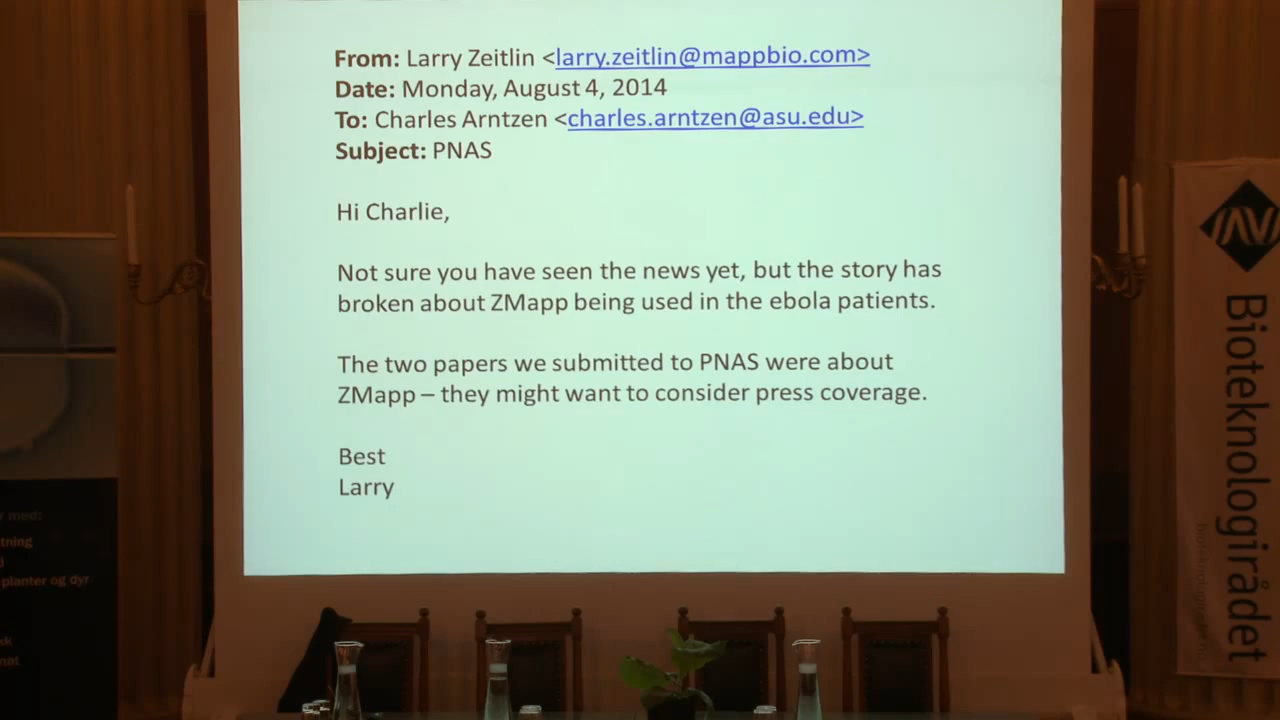 From: Larry Zeitlin <larry.zeitlin@mappbio.com>
Date: Monday, August 4, 2014
To: Charles Arntzen <charles.arntzen@asu.edu>
Subject: PNAS
Hi Charlie,
Not sure you have seen the news yet, but the story has
broken about ZMapp being used in the ebola patients.
The two papers we submitted to PNAS were about
ZMapp – they might want to consider press coverage.
Best
Larry
Bioteknologirådet
med:
planter og dyr